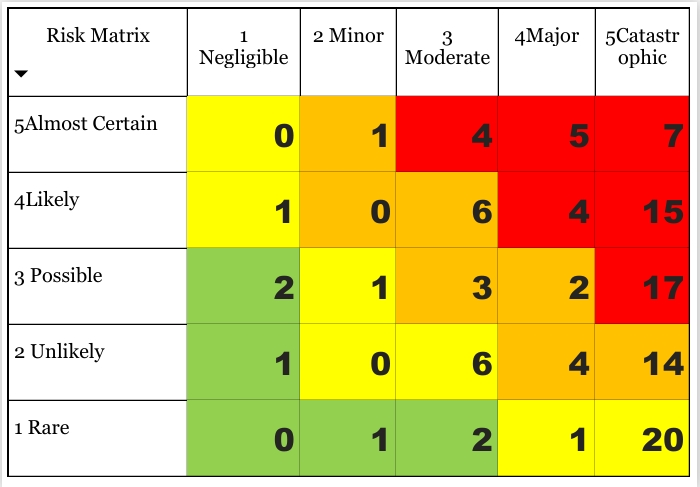 Risk Matrix
1 Negligible
2 Minor
3 Moderate
4Major
5Catastr
ophic
5Almost Certain 0 1 4 5 7
4Likely 1 0 6 4 15
3 Possible 2 1 3 2 17
2 Unlikely 1 0 6 4 14
1 Rare 0 1 2 1 20